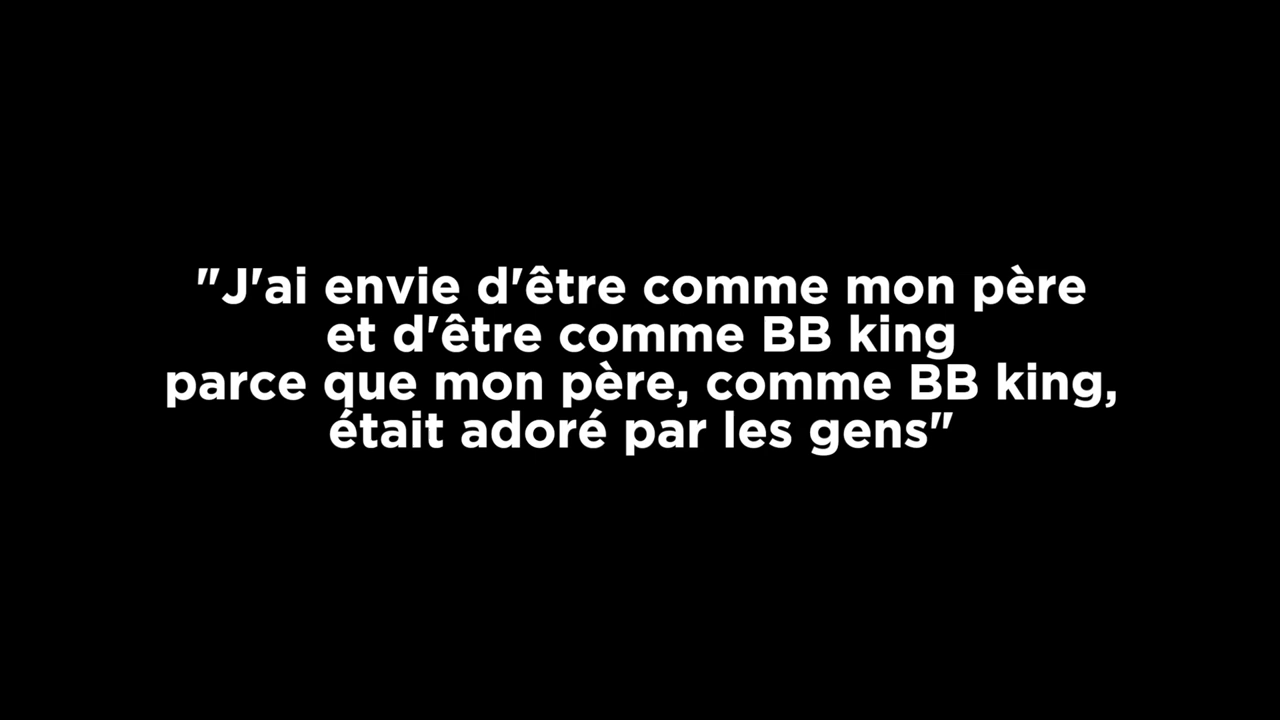 "J'ai envie d'être comme mon père
et d'être comme BB king
parce que mon père, comme BB king,
était adoré par les gens"